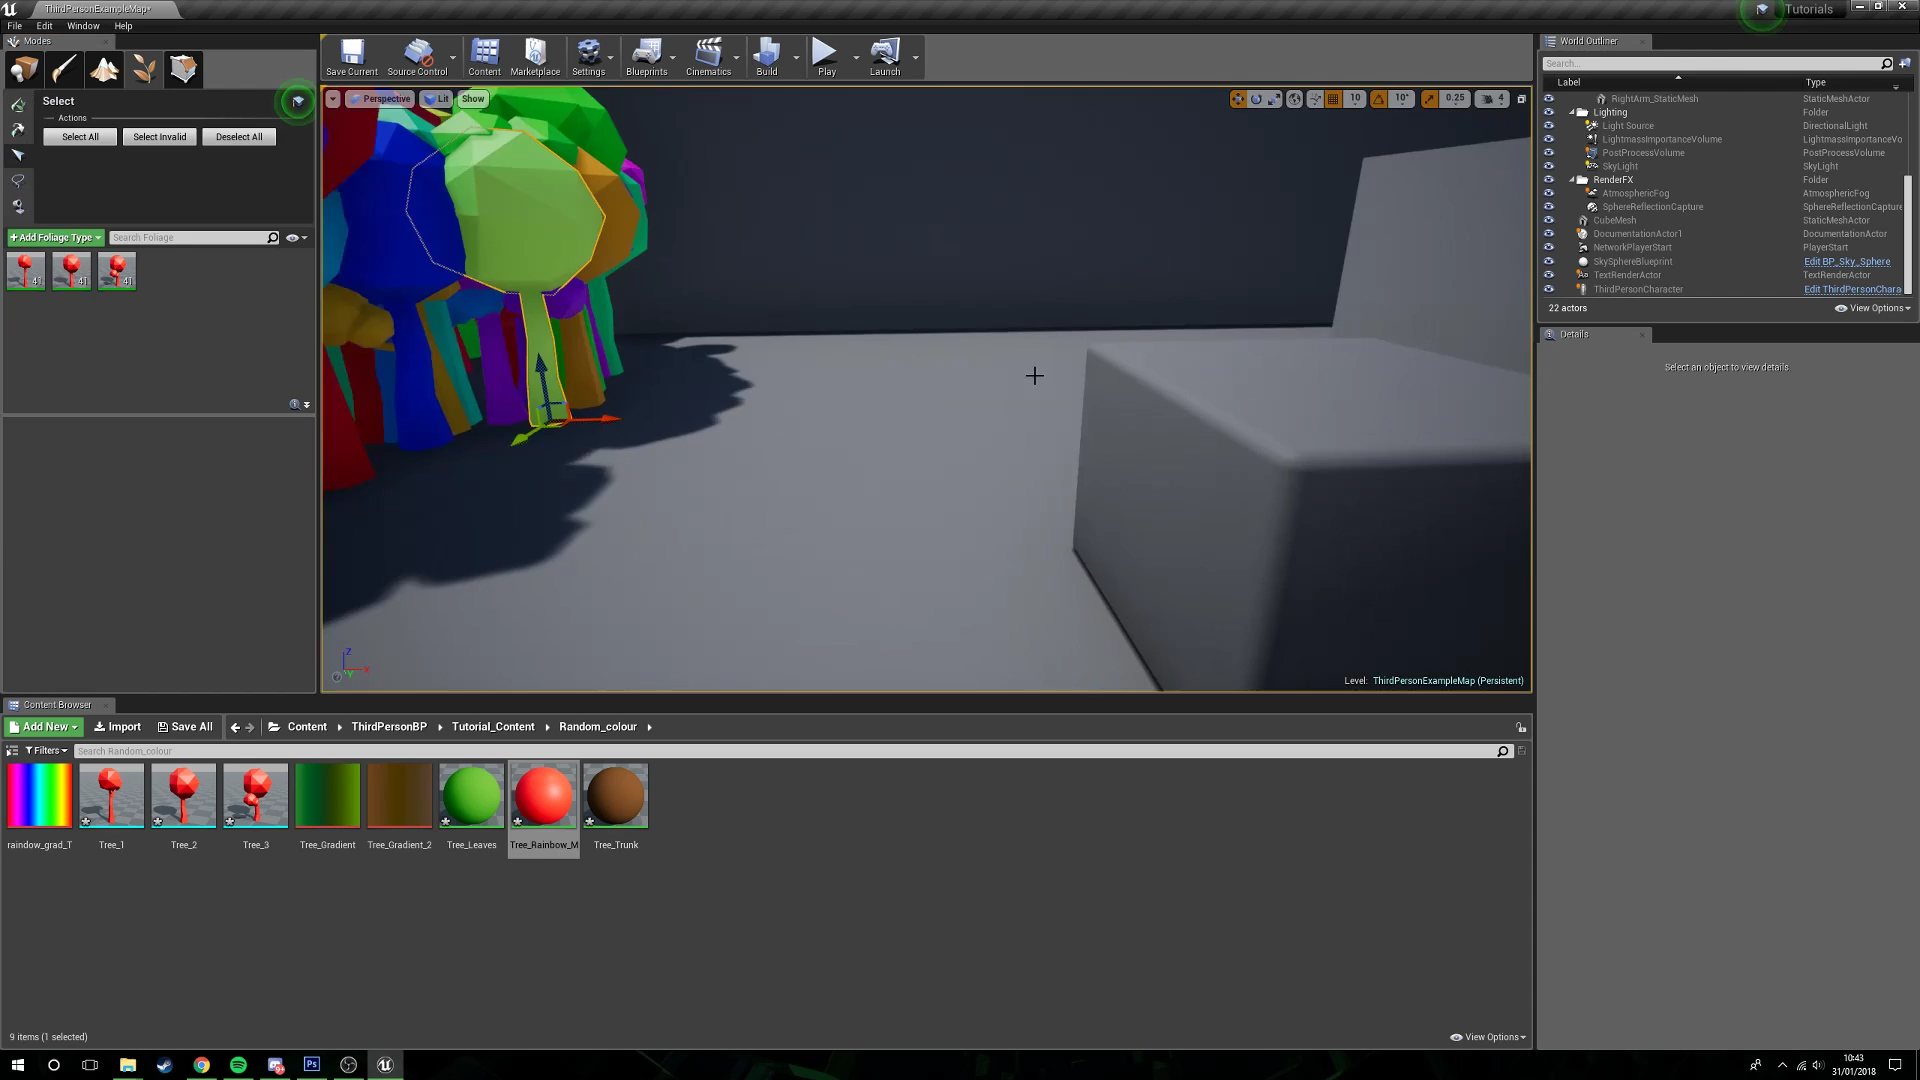 ThirdPersonExampleMap*
Tutorials
File Edit Window Help
Modes
Save Current
Source Control
Content
Marketplace
Settings
Blueprints
Cinematics
Build
Play
Launch
World Outliner
Search...
Label
Type
Select
Actions
Select All
Select Invalid
Deselect All
Perspective
Lit
Show
10
10°
0.25
4
RightArm_StaticMesh StaticMeshActor
Lighting Folder
Light Source DirectionalLight
LightmassImportanceVolume LightmassImportanceVo
PostProcessVolume PostProcessVolume
SkyLight SkyLight
RenderFX Folder
AtmosphericFog AtmosphericFog
SphereReflectionCapture SphereReflectionCapture
CubeMesh StaticMeshActor
DocumentationActor1 DocumentationActor
NetworkPlayerStart PlayerStart
SkySphereBlueprint Edit BP_Sky_Sphere
TextRenderActor TextRenderActor
ThirdPersonCharacter Edit ThirdPersonChara
22 actors
View Options
+Add Foliage Type
Search Foliage
Details
Select an object to view details.
Z
X
Y
Level: ThirdPersonExampleMap (Persistent)
Content Browser
Add New
Import
Save All
Content
ThirdPersonBP
Tutorial_Content
Random_colour
Filters
Search Random_colour
raindow_grad_T
Tree_1
Tree_2
Tree_3
Tree_Gradient
Tree_Gradient_2
Tree_Leaves
Tree_Rainbow_M
Tree_Trunk
9 items (1 selected)
View Options
Ps
10:43
31/01/2018